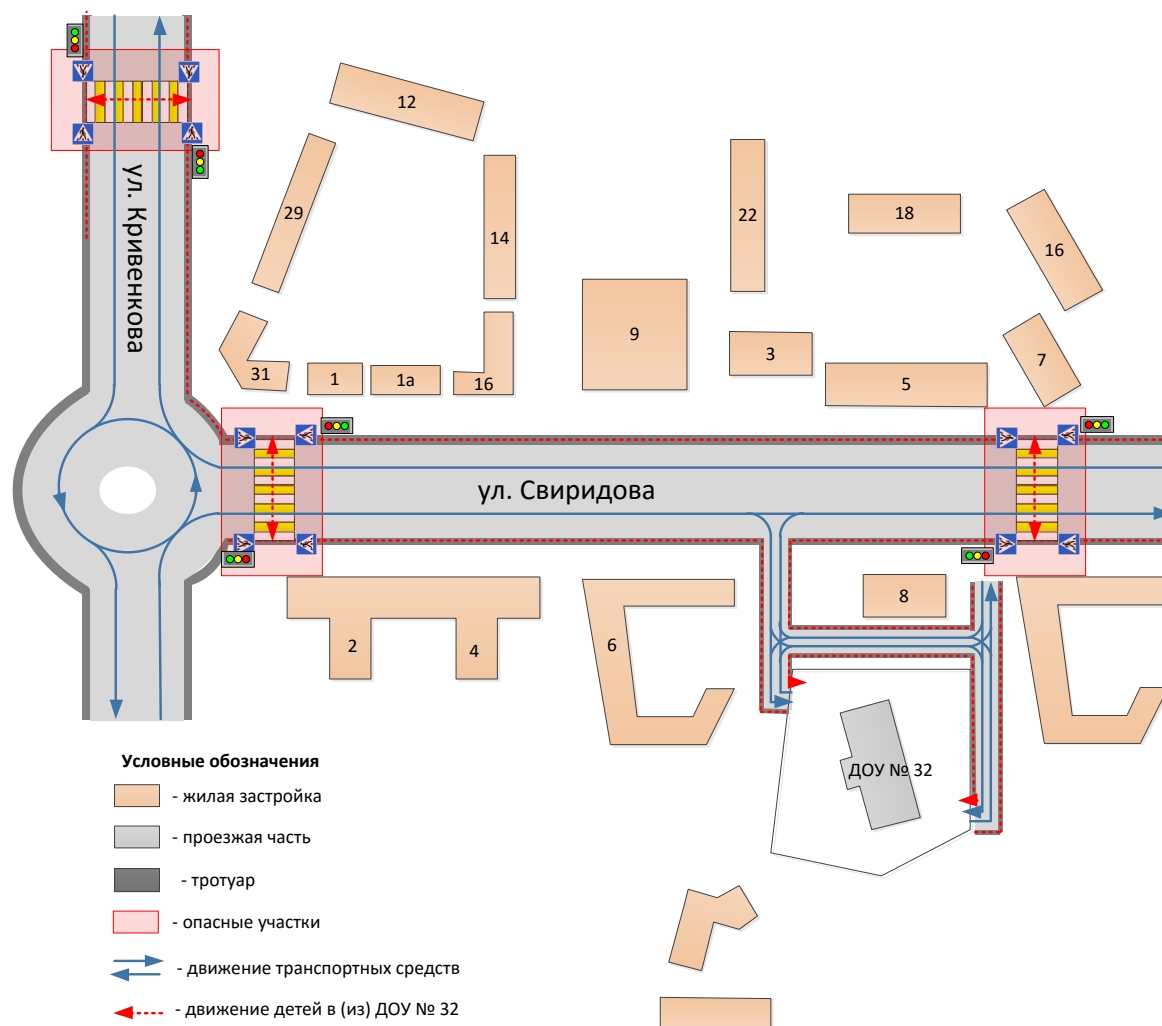 12
29
14
22
18
16
ул. Кривенкова
9
3
7
31
1
1а
16
5
ул. Свиридова
2
4
6
8
ДОУ № 32
Условные обозначения
- жилая застройка
- проезжая часть
- тротуар
- опасные участки
- движение транспортных средств
- движение детей в (из) ДОУ № 32